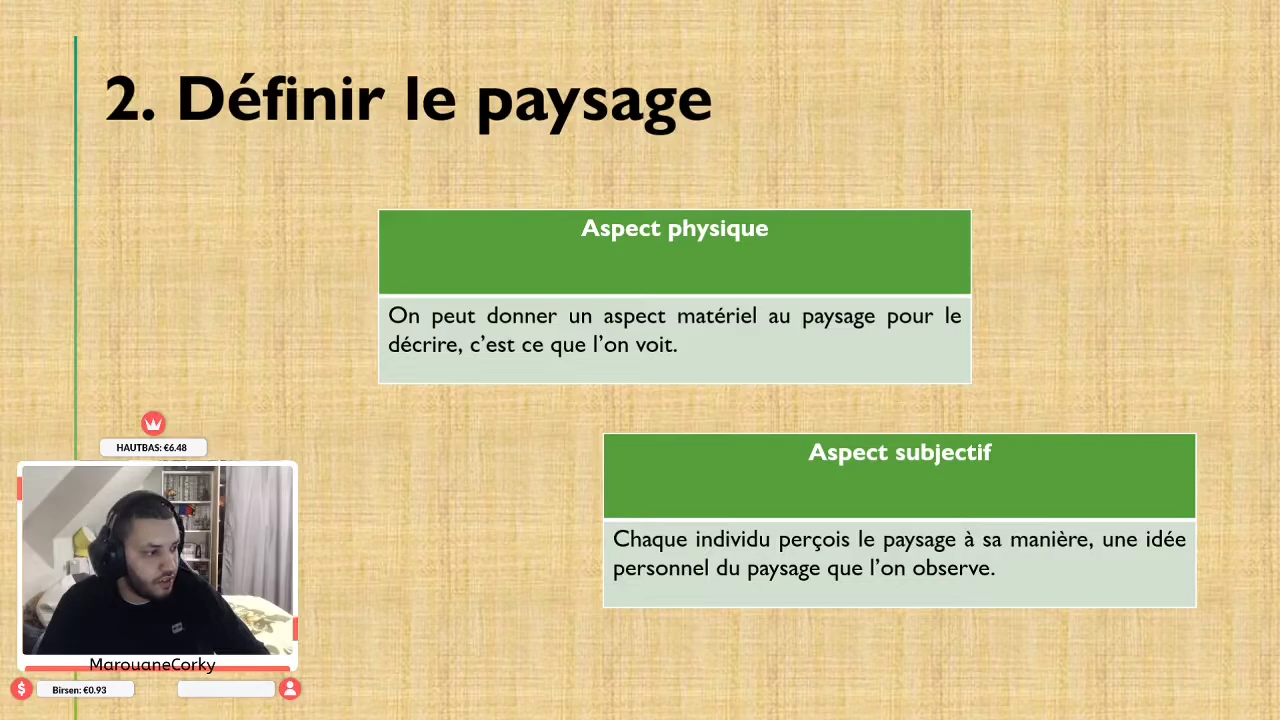 2. Définir le paysage
Aspect physique
On peut donner un aspect matériel au paysage pour le
décrire, c’est ce que l’on voit.
Aspect subjectif
Chaque individu perçois le paysage à sa manière, une idée
personnel du paysage que l’on observe.
HAUTBAS: €6.48
MarouaneCorky
$
Birsen: €0.93